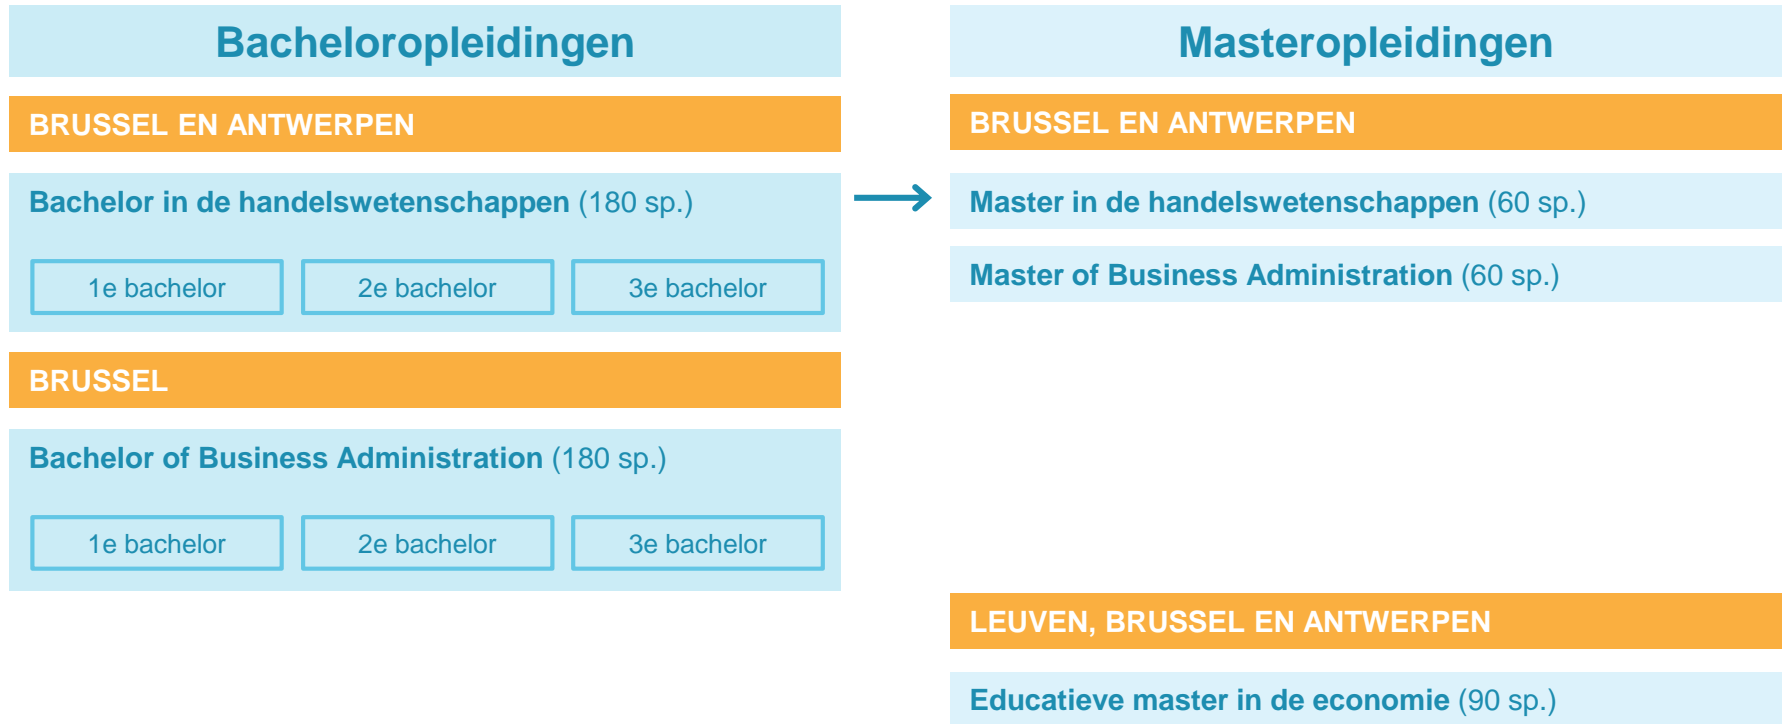 Bacheloropleidingen
BRUSSEL EN ANTWERPEN
Bachelor in de handelswetenschappen (180 sp.)
1e bachelor
2e bachelor
3e bachelor
BRUSSEL
Bachelor of Business Administration (180 sp.)
1e bachelor
2e bachelor
3e bachelor
Masteropleidingen
BRUSSEL EN ANTWERPEN
Master in de handelswetenschappen (60 sp.)
Master of Business Administration (60 sp.)
LEUVEN, BRUSSEL EN ANTWERPEN
Educatieve master in de economie (90 sp.)